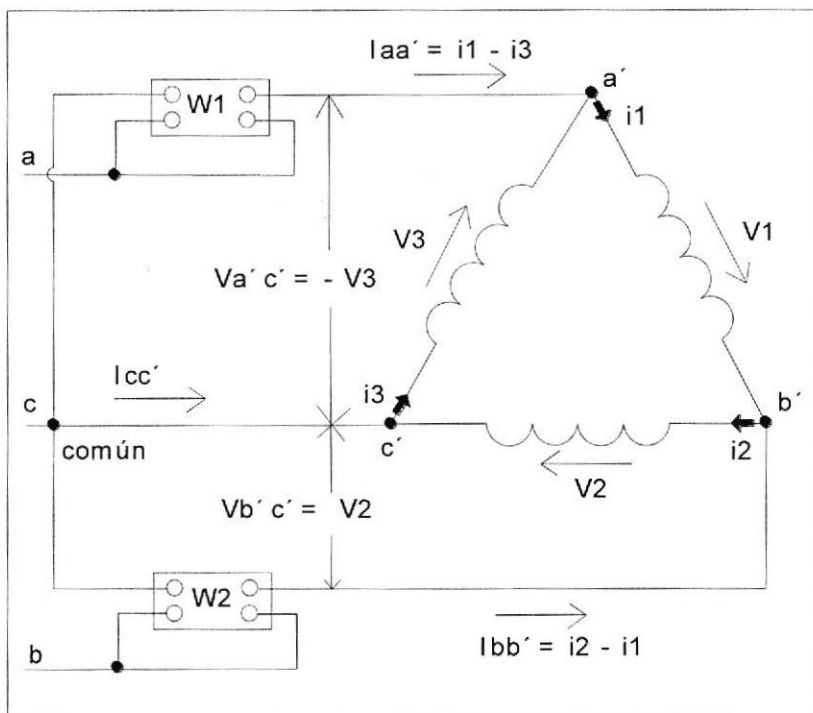 Iaa´ = i1 - i3
a´
W1
i1
a
V3
V1
Va´ c´ = - V3
Icc´
i3
b´
c
c´
i2
común
V2
Vb´ c´ = V2
W2
Ibb´ = i2 - i1
b